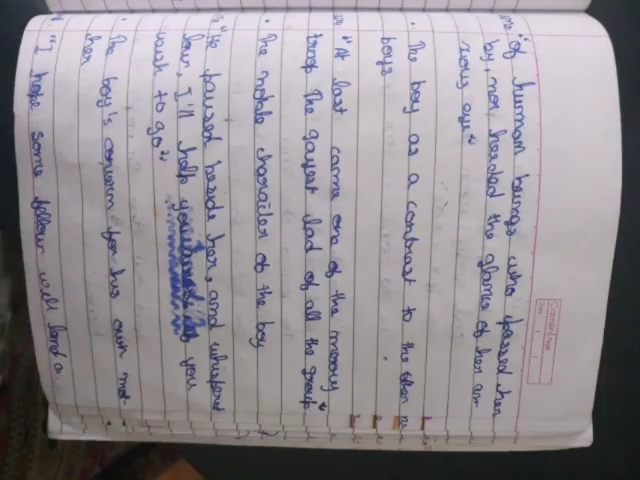 "Of human beings who passed her
by, nor heeded the glance of her an-
xious eye"
• The boy as a contrast to the other
boys.
"At last came one of the merry
troop The gayest lad of all the group"
• The noble character of the boy
"He paused beside her, and whispered
low, I'll help you if you
wish to go"
• The boy's concern for his own mot-
her
"I hope some fellow will lend a